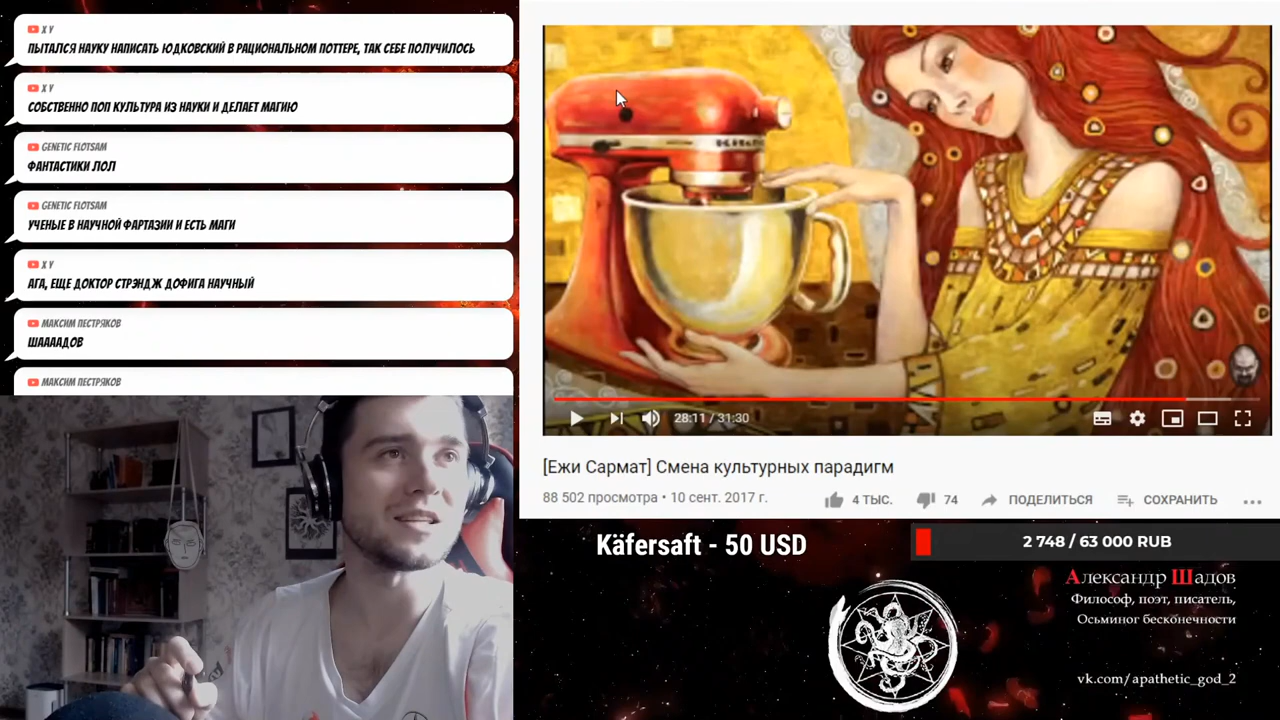 X Y
ПЫТАЛСЯ НАУКУ НАПИСАТЬ ЮДКОВСКИЙ В РАЦИОНАЛЬНОМ ПОТТЕРЕ, ТАК СЕБЕ ПОЛУЧИЛОСЬ
X Y
СОБСТВЕННО ПОП КУЛЬТУРА ИЗ НАУКИ И ДЕЛАЕТ МАГИЮ
GENETIC FLOTSAM
ФАНТАСТИКИ ЛОЛ
GENETIC FLOTSAM
УЧЕНЫЕ В НАУЧНОЙ ФАРТАЗИИ И ЕСТЬ МАГИ
X Y
АГА, ЕЩЕ ДОКТОР СТРЭНДЖ ДОФИГА НАУЧНЫЙ
МАКСИМ ПЕСТРЯКОВ
ШААААДОВ
МАКСИМ ПЕСТРЯКОВ
28:11 / 31:30
[Ежи Сармат] Смена культурных парадигм
88 502 просмотра • 10 сент. 2017 г.
4 ТЫС.
74
ПОДЕЛИТЬСЯ
СОХРАНИТЬ
Käfersaft - 50 USD
2 748 / 63 000 RUB
Александр Шадов
Философ, поэт, писатель,
Осьминог бесконечности
vk.com/apathetic_god_2